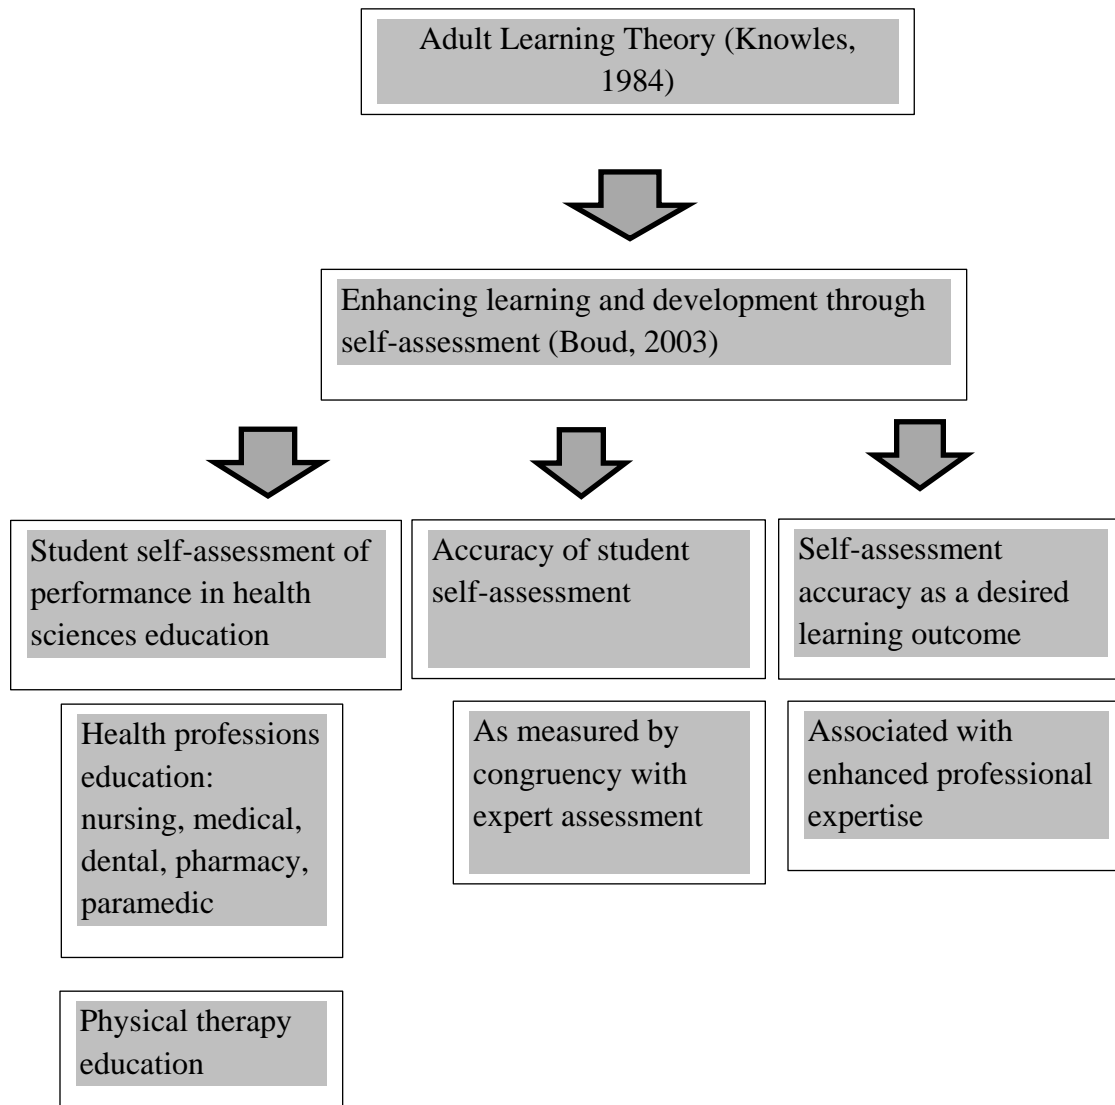 Adult Learning Theory (Knowles,
1984)
Enhancing learning and development through
self-assessment (Boud, 2003)
Student self-assessment of
performance in health
sciences education
Accuracy of student
self-assessment
Self-assessment
accuracy as a desired
learning outcome
Health professions
education:
nursing, medical,
dental, pharmacy,
paramedic
As measured by
congruency with
expert assessment
Associated with
enhanced professional
expertise
Physical therapy
education